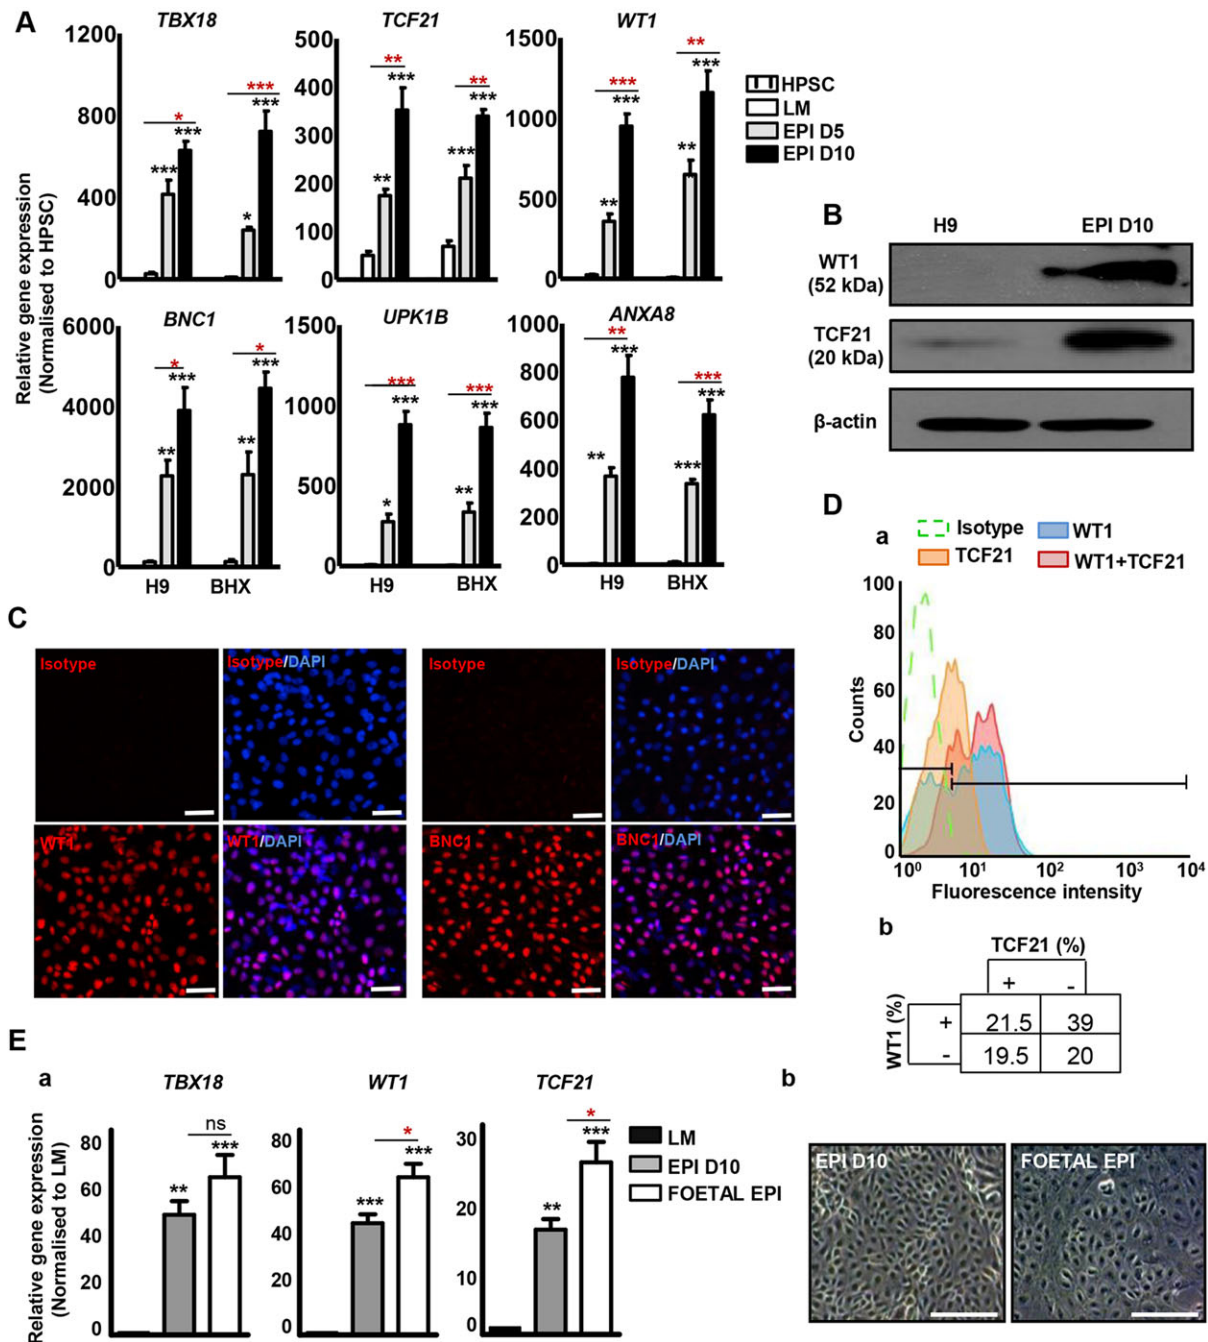 A
TBX18
TCF21
WT1
1200
800
400
0
500
400
300
200
100
0
1500
1000
500
0
* *** *** *** *** *
** *** ** ** *** ***
*** *** ** ** *** **
HPSC
LM
EPI D5
EPI D10
Relative gene expression
(Normalised to HPSC)
BNC1
UPK1B
ANXA8
6000
4000
2000
0
1500
1000
500
0
1000
800
600
400
200
0
* *** ** * *** **
*** *** * *** *** **
** *** ** *** *** ***
H9 BHX
H9 BHX
H9 BHX
B
H9 EPI D10
WT1
(52 kDa)
TCF21
(20 kDa)
β-actin
C
Isotype
Isotype/DAPI
Isotype
Isotype/DAPI
WT1
WT1/DAPI
BNC1
BNC1/DAPI
D
a
Isotype
WT1
TCF21
WT1+TCF21
100
80
60
40
20
0
Counts
10⁰ 10¹ 10² 10³ 10⁴
Fluorescence intensity
b
TCF21 (%)
+ -
WT1 (%)
+ 21.5 39
- 19.5 20
E
a
TBX18
WT1
TCF21
Relative gene expression
(Normalised to LM)
80
60
40
20
0
80
60
40
20
0
30
20
10
0
ns
*** **
*
*** ***
*
*** **
LM
EPI D10
FOETAL EPI
b
EPI D10
FOETAL EPI